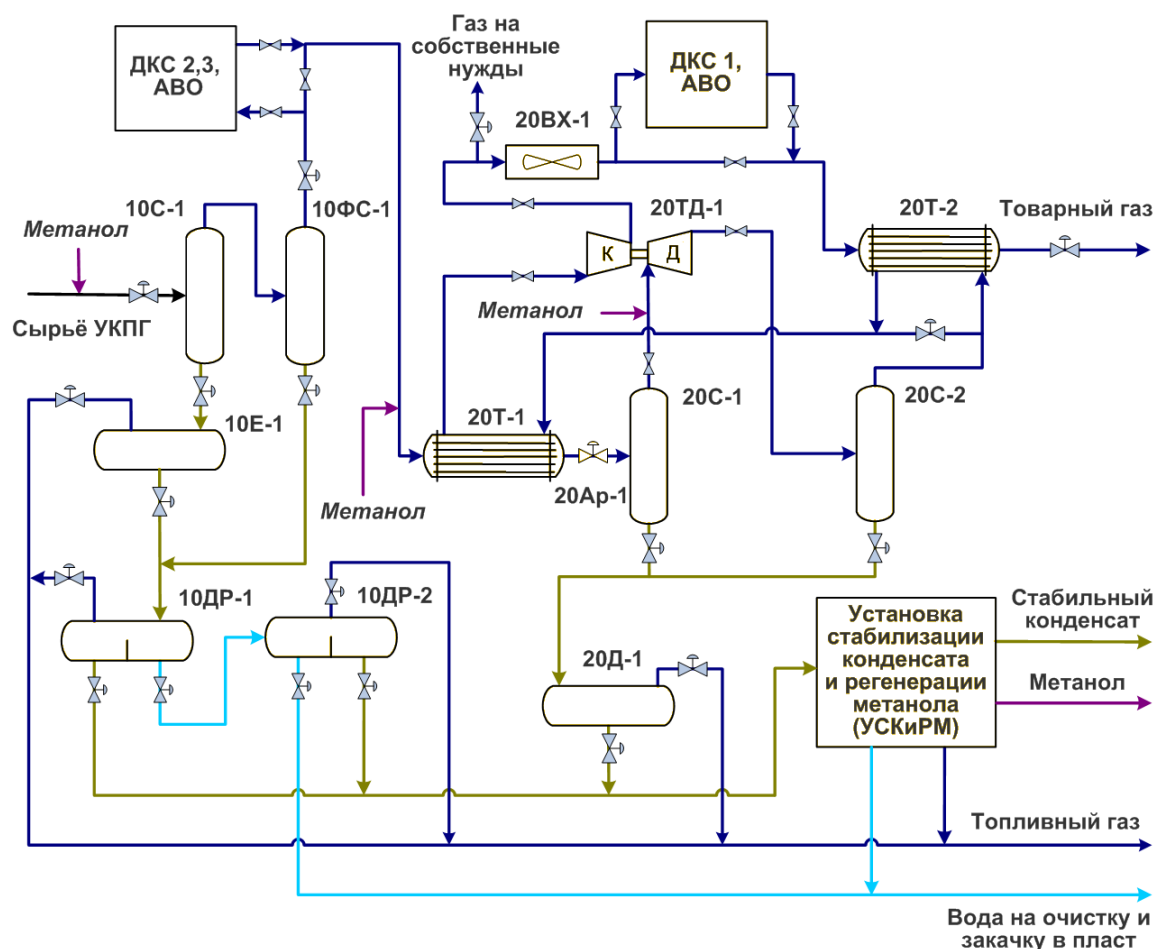 Газ на
собственные
нужды
ДКС 2,3,
АВО
ДКС 1,
АВО
20ВХ-1
10С-1
10ФС-1
20ТД-1
20Т-2
Товарный газ
Метанол
К
Д
Сырьё УКПГ
Метанол
20С-1
20С-2
10Е-1
20Т-1
20Ар-1
Метанол
10ДР-1
10ДР-2
20Д-1
Установка
стабилизации
конденсата
и регенерации
метанола
(УСКиРМ)
Стабильный
конденсат
Метанол
Топливный газ
Вода на очистку и
закачку в пласт